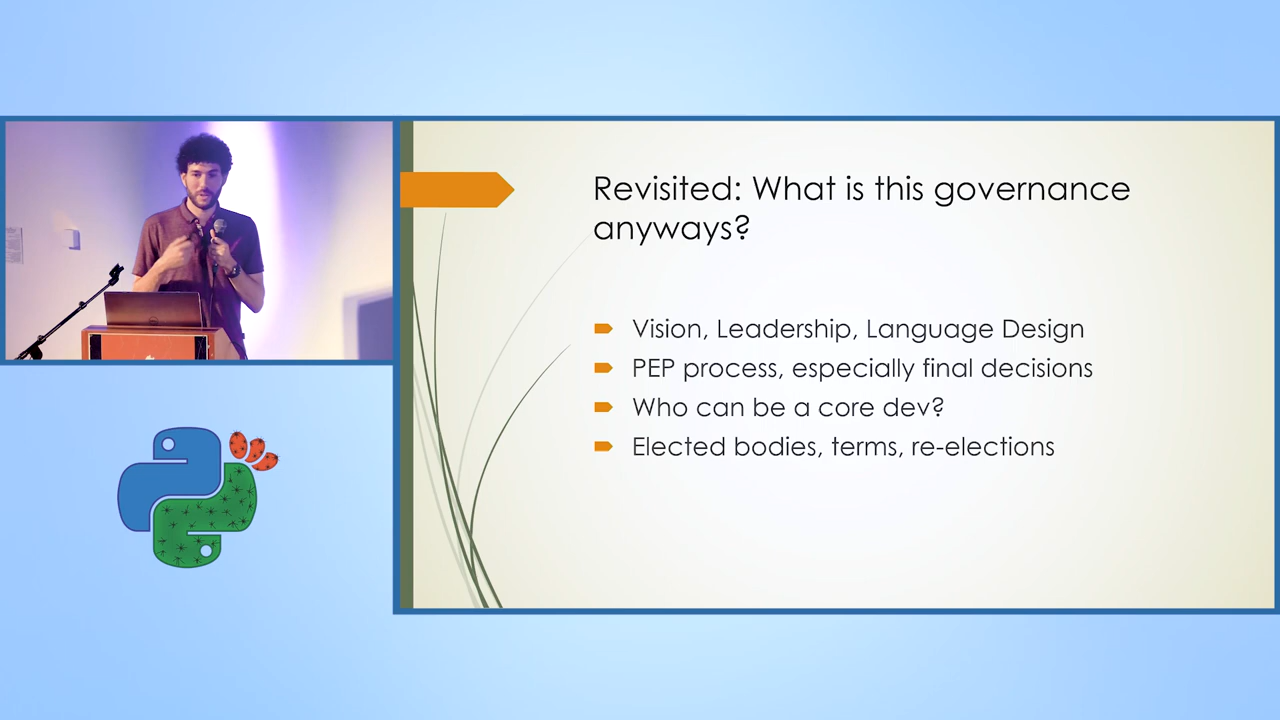 Revisited: What is this governance
anyways?
Vision, Leadership, Language Design
PEP process, especially final decisions
Who can be a core dev?
Elected bodies, terms, re-elections